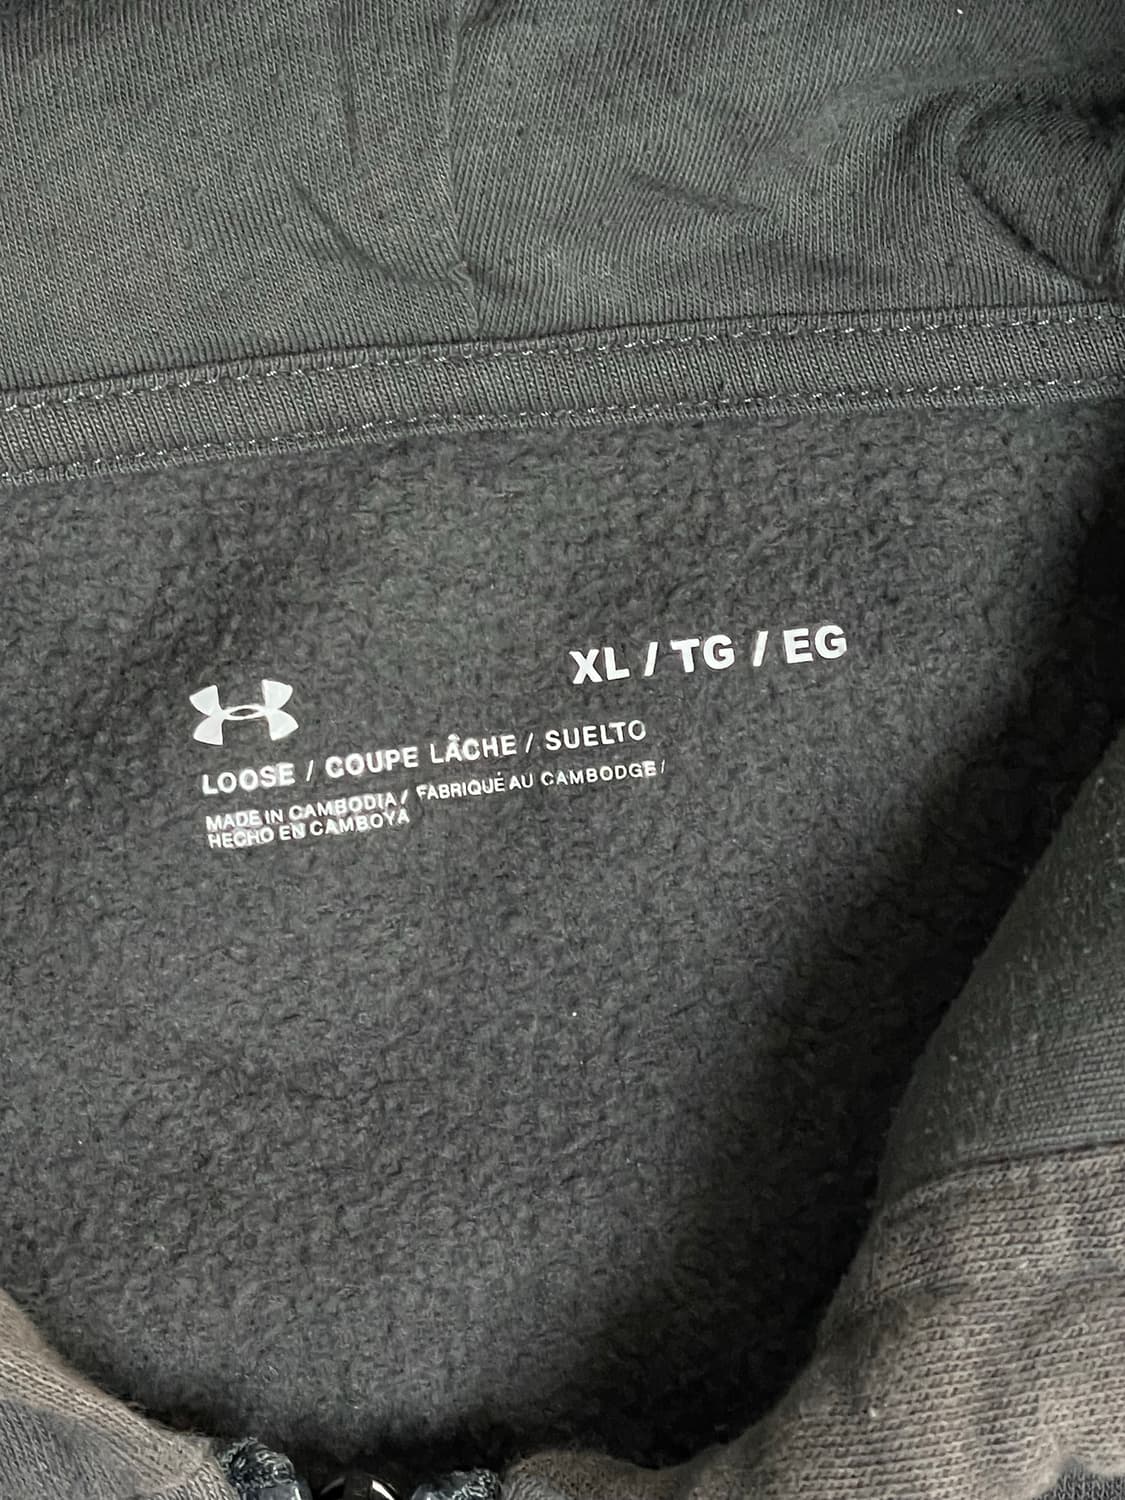 XL / TG / EG
LOOSE / COUPE LÂCHE / SUELTO
MADE IN CAMBODIA / FABRIQUÉ AU CAMBODGE /
HECHO EN CAMBOYA